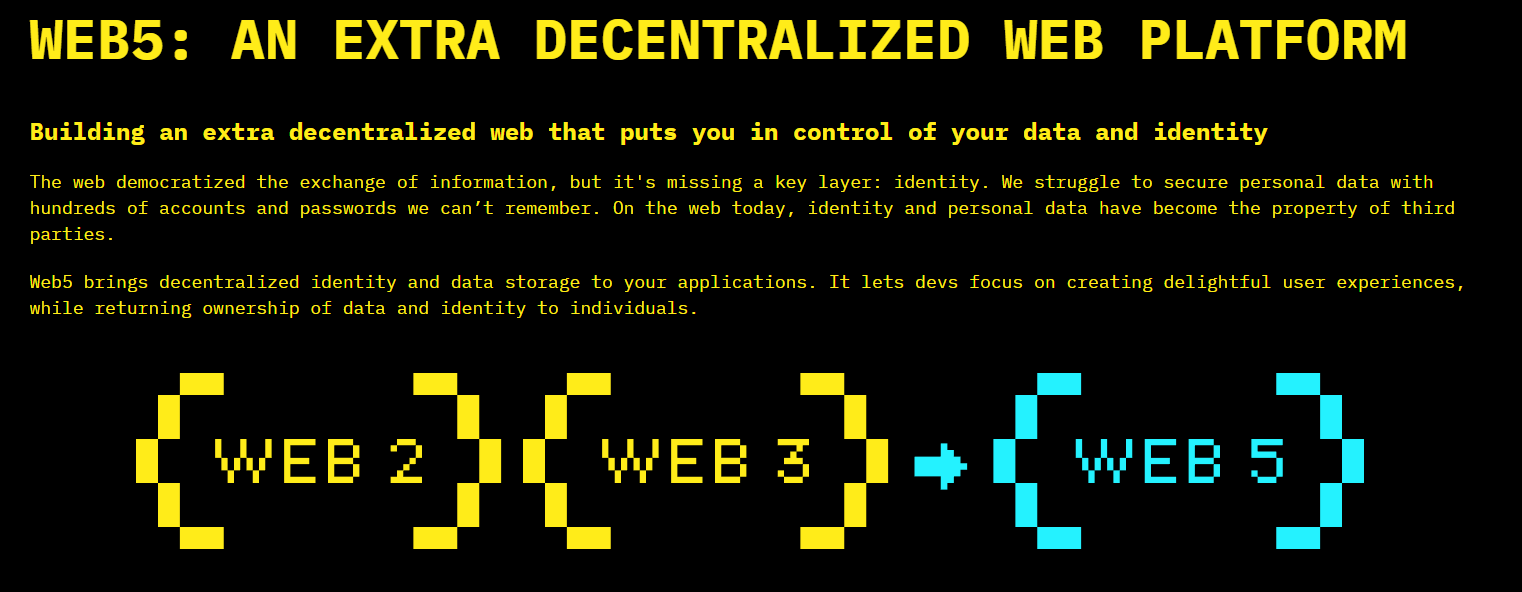 WEB5: AN EXTRA DECENTRALIZED WEB PLATFORM
Building an extra decentralized web that puts you in control of your data and identity
The web democratized the exchange of information, but it's missing a key layer: identity. We struggle to secure personal data with
hundreds of accounts and passwords we can’t remember. On the web today, identity and personal data have become the property of third
parties.
Web5 brings decentralized identity and data storage to your applications. It lets devs focus on creating delightful user experiences,
while returning ownership of data and identity to individuals.
(WEB 2)(WEB 3)→(WEB 5)